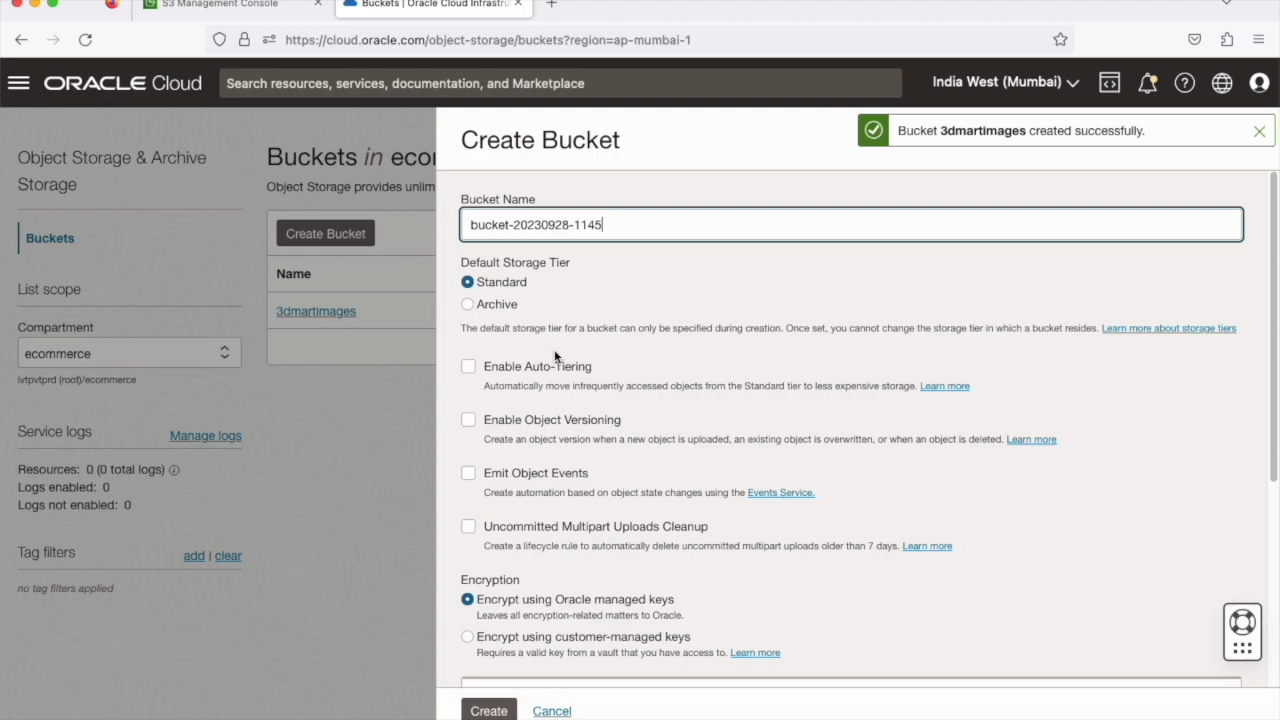 S3 Management Console
Buckets | Oracle Cloud Infrastru
https://cloud.oracle.com/object-storage/buckets?region=ap-mumbai-1
ORACLE Cloud
Search resources, services, documentation, and Marketplace
India West (Mumbai)
Object Storage & Archive
Storage
Buckets
List scope
Compartment
ecommerce
ivtpvtprd (root)/ecommerce
Service logs
Manage logs
Resources: 0 (0 total logs)
Logs enabled: 0
Logs not enabled: 0
Tag filters
add | clear
no tag filters applied
Buckets in ecor
Object Storage provides unlim
Create Bucket
Name
3dmartimages
Create Bucket
Bucket 3dmartimages created successfully.
Bucket Name
bucket-20230928-1145
Default Storage Tier
Standard
Archive
The default storage tier for a bucket can only be specified during creation. Once set, you cannot change the storage tier in which a bucket resides. Learn more about storage tiers
Enable Auto-Tiering
Automatically move infrequently accessed objects from the Standard tier to less expensive storage. Learn more
Enable Object Versioning
Create an object version when a new object is uploaded, an existing object is overwritten, or when an object is deleted. Learn more
Emit Object Events
Create automation based on object state changes using the Events Service.
Uncommitted Multipart Uploads Cleanup
Create a lifecycle rule to automatically delete uncommitted multipart uploads older than 7 days. Learn more
Encryption
Encrypt using Oracle managed keys
Leaves all encryption-related matters to Oracle.
Encrypt using customer-managed keys
Requires a valid key from a vault that you have access to. Learn more
Create
Cancel